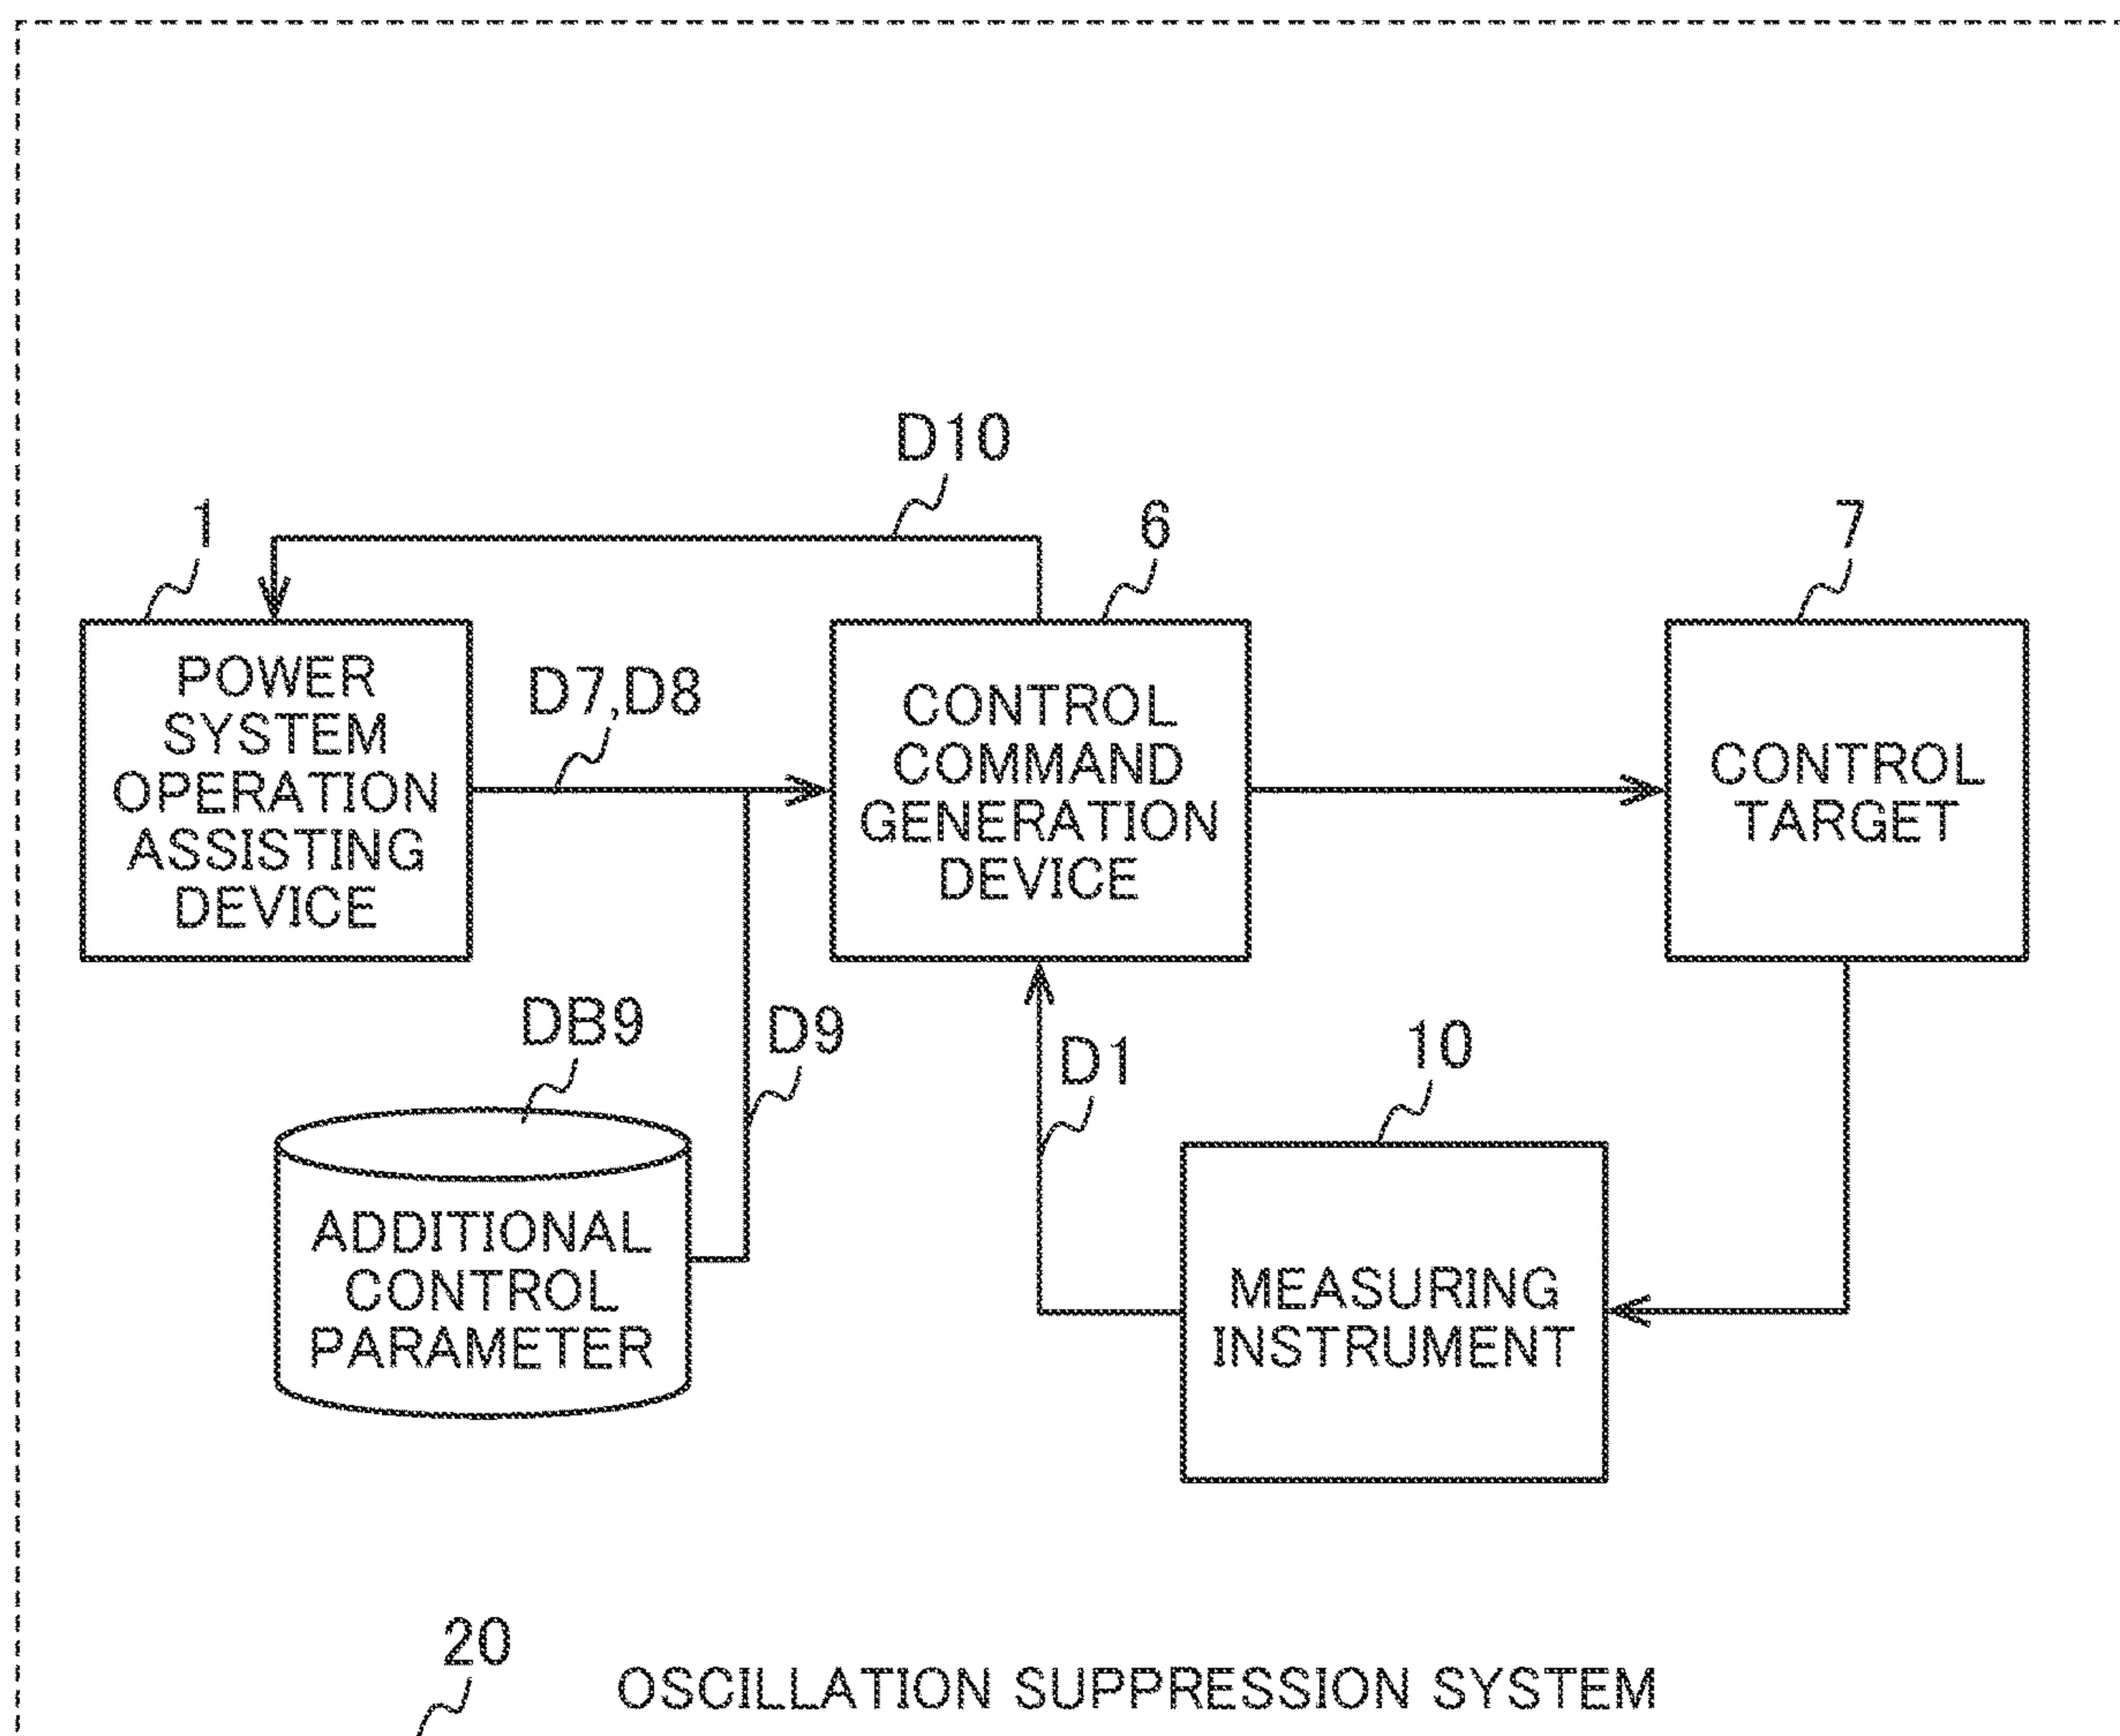 D10
1
6
7
POWER
SYSTEM
OPERATION
ASSISTING
DEVICE
D7,D8
CONTROL
COMMAND
GENERATION
DEVICE
CONTROL
TARGET
DB9
D9
D1
10
ADDITIONAL
CONTROL
PARAMETER
MEASURING
INSTRUMENT
20
OSCILLATION SUPPRESSION SYSTEM